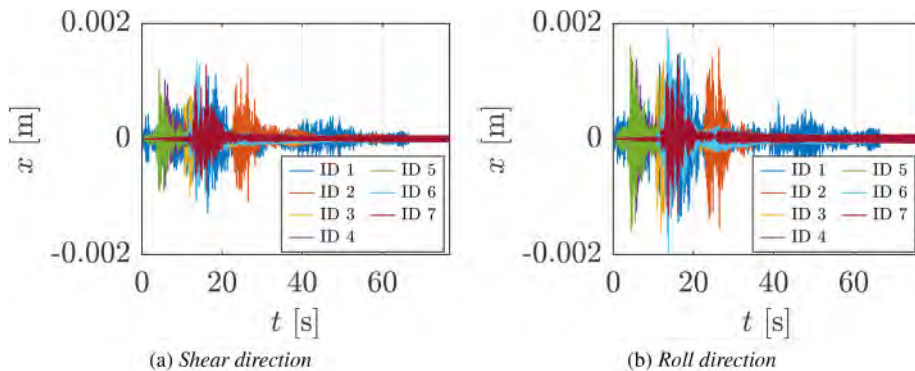 0.002
0
-0.002
x [m]
ID 1
ID 2
ID 3
ID 4
ID 5
ID 6
ID 7
0 20 40 60
t [s]
(a) Shear direction
0.002
0
-0.002
x [m]
ID 1
ID 2
ID 3
ID 4
ID 5
ID 6
ID 7
0 20 40 60
t [s]
(b) Roll direction